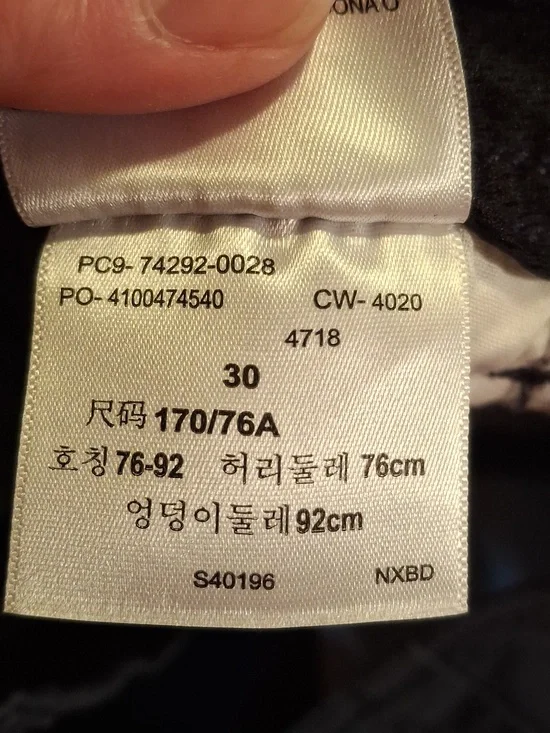 PC9- 74292-0028
PO- 4100474540 CW- 4020
4718
30
尺码 170/76A
호칭 76-92 허리둘레 76cm
엉덩이둘레 92cm
S40196 NXBD